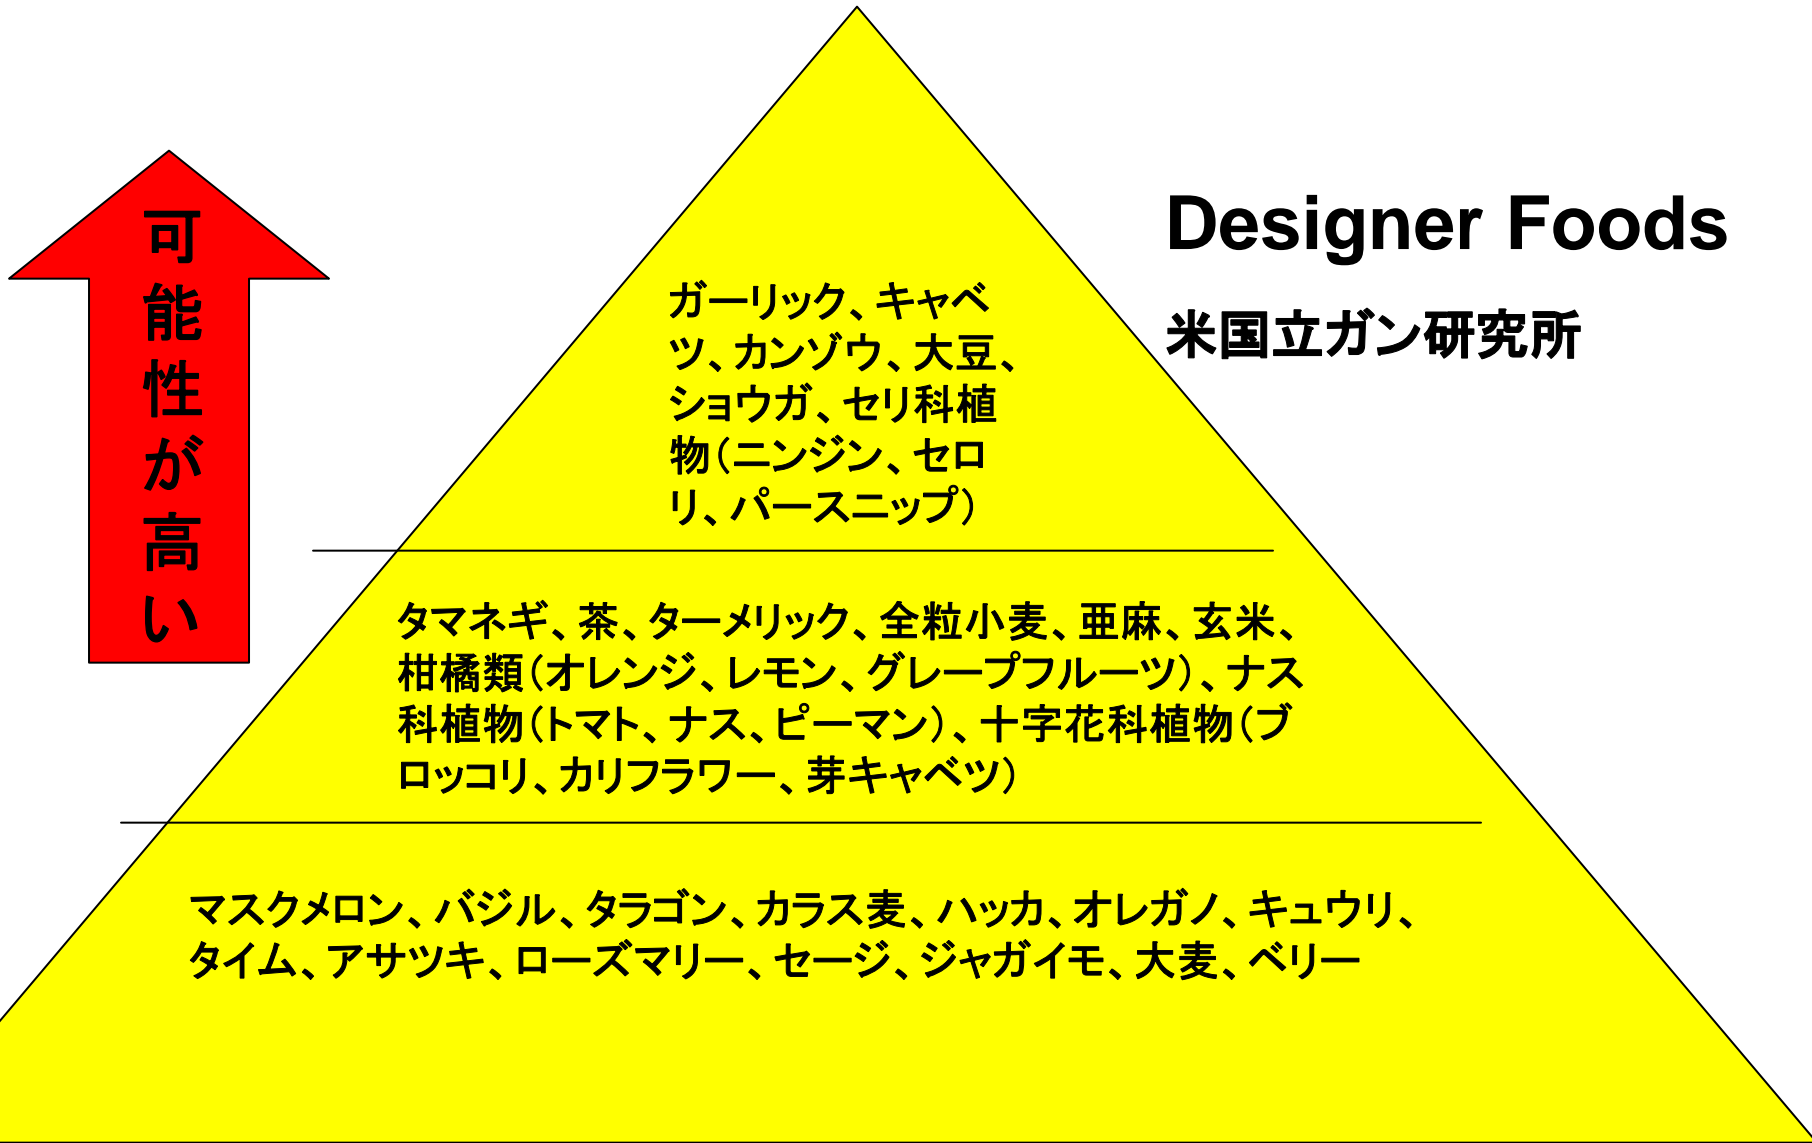 可能性が高い
Designer Foods
米国立ガン研究所
ガーリック、キャベ
ツ、カンゾウ、大豆、
ショウガ、セリ科植
物(ニンジン、セロ
リ、パースニップ)
タマネギ、茶、ターメリック、全粒小麦、亜麻、玄米、
柑橘類(オレンジ、レモン、グレープフルーツ)、ナス
科植物(トマト、ナス、ピーマン)、十字花科植物(ブ
ロッコリ、カリフラワー、芽キャベツ)
マスクメロン、バジル、タラゴン、カラス麦、ハッカ、オレガノ、キュウリ、
タイム、アサツキ、ローズマリー、セージ、ジャガイモ、大麦、ベリー